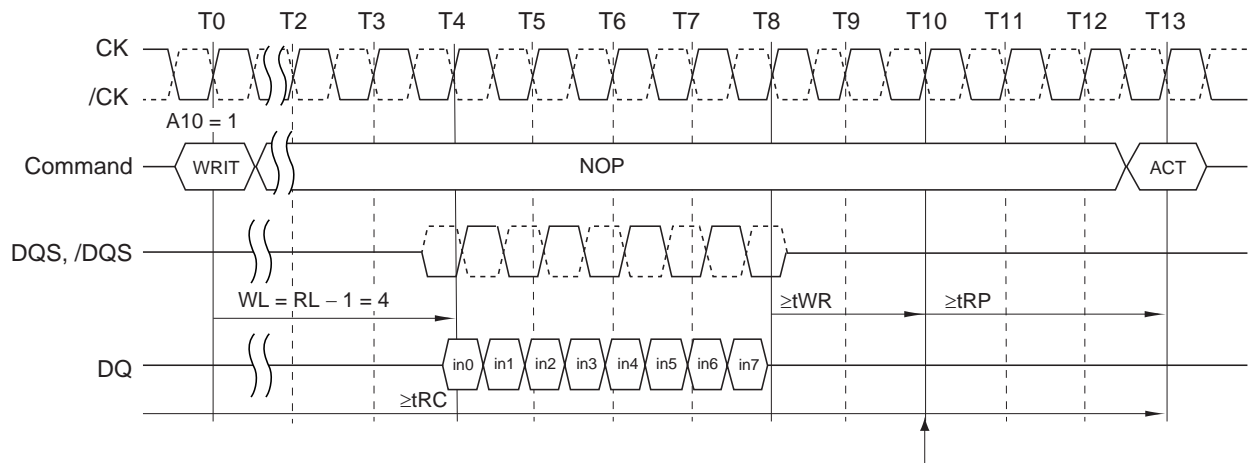 T0 T2 T3 T4 T5 T6 T7 T8 T9 T10 T11 T12 T13
CK
/CK
A10 = 1
Command WRIT NOP ACT
DQS, /DQS
WL = RL − 1 = 4 ≥tWR ≥tRP
DQ in0 in1 in2 in3 in4 in5 in6 in7
≥tRC